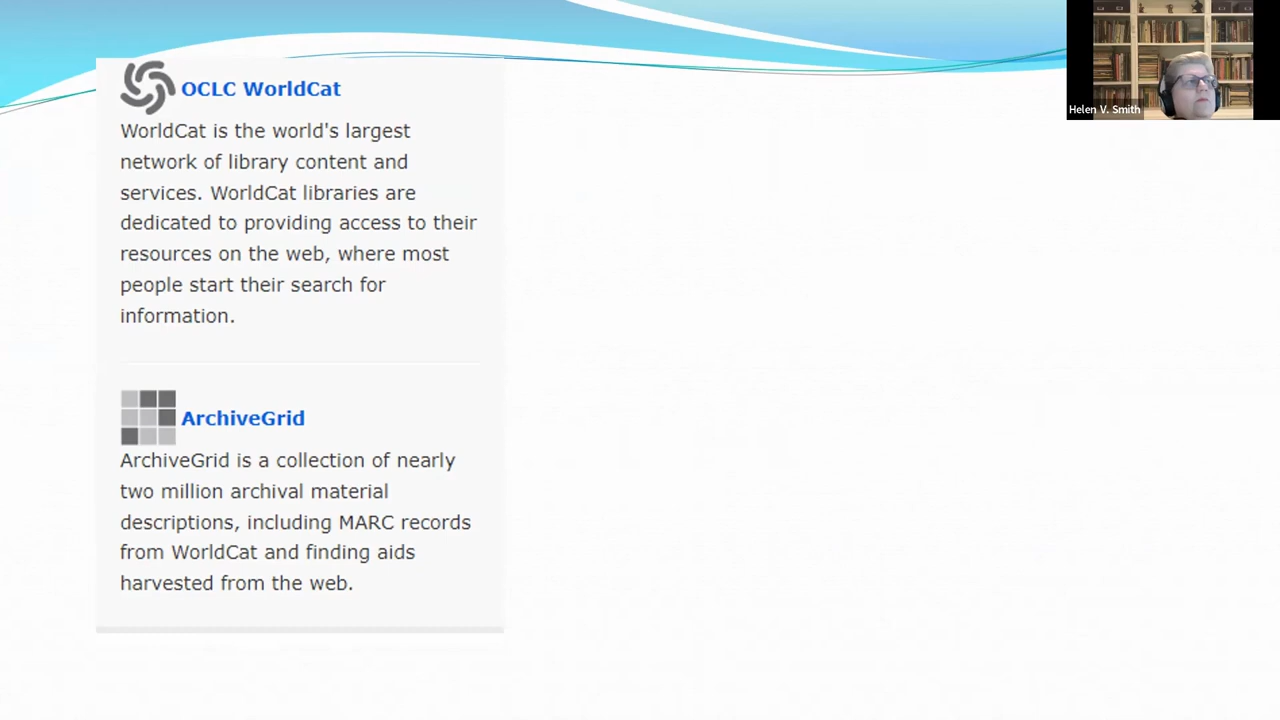 OCLC WorldCat
WorldCat is the world's largest
network of library content and
services. WorldCat libraries are
dedicated to providing access to their
resources on the web, where most
people start their search for
information.
ArchiveGrid
ArchiveGrid is a collection of nearly
two million archival material
descriptions, including MARC records
from WorldCat and finding aids
harvested from the web.
Helen V. Smith